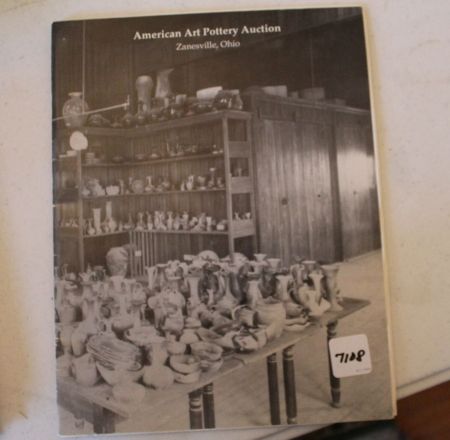 American Art Pottery Auction
Zanesville, Ohio
7108